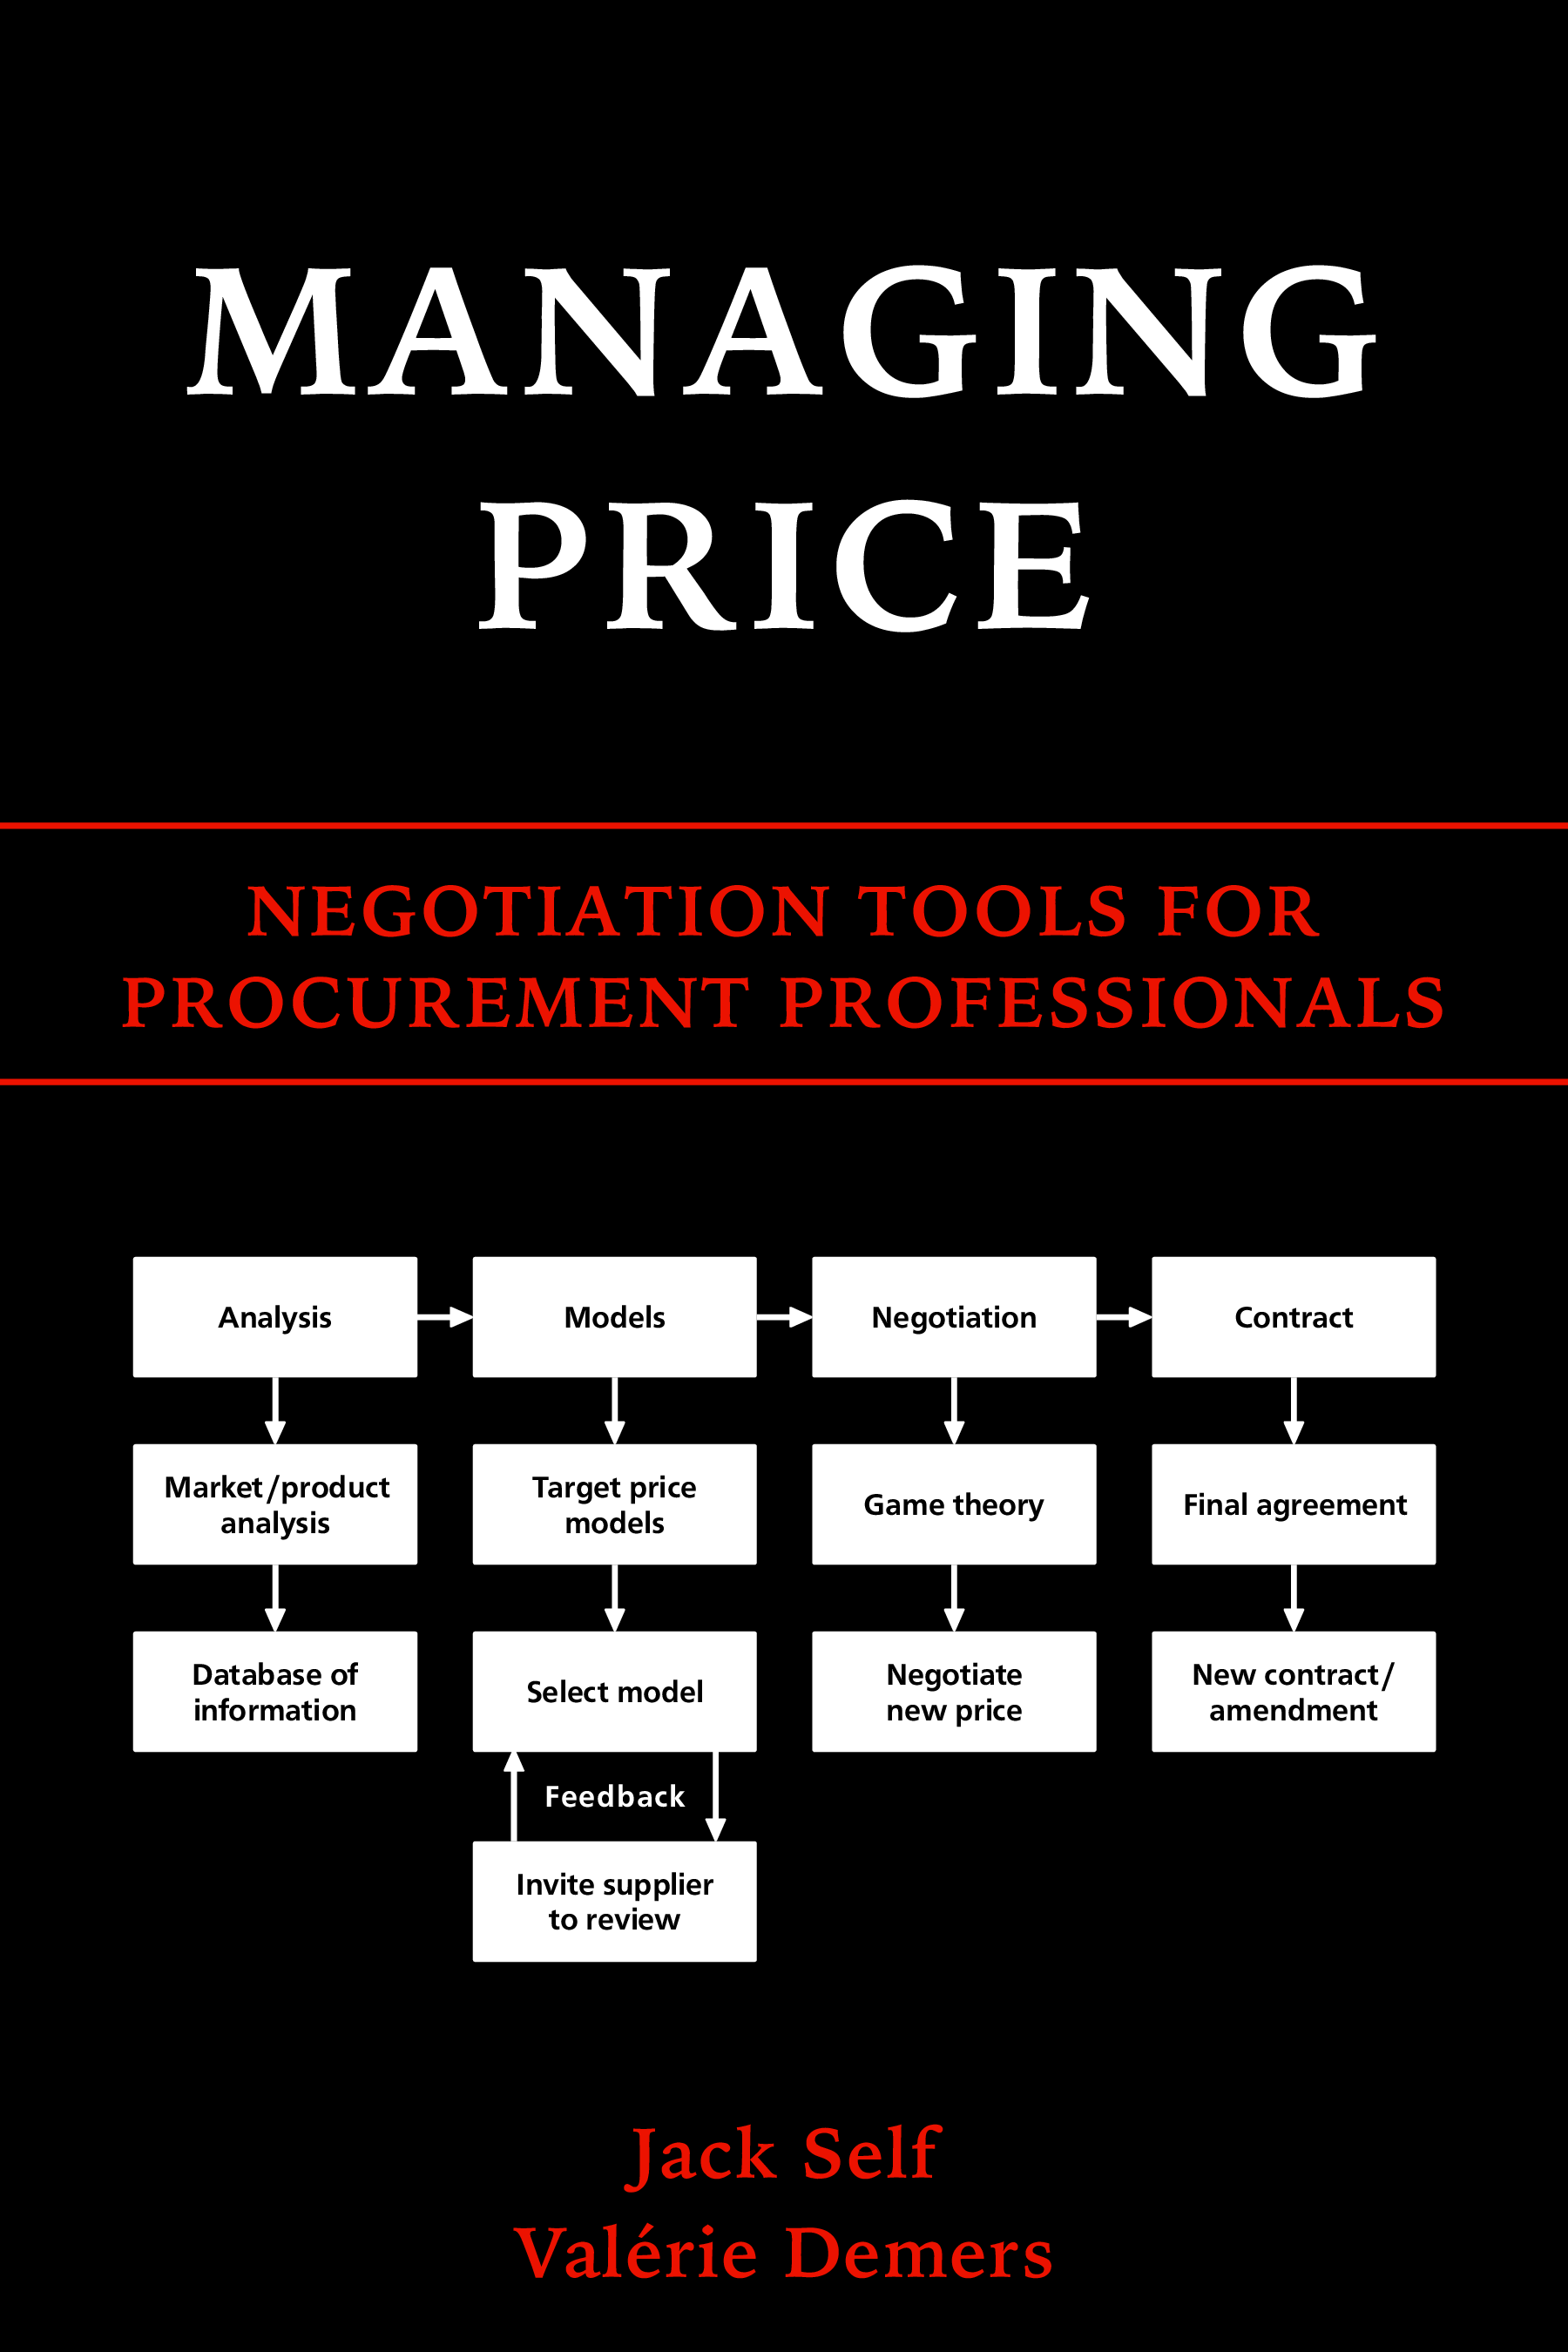 MANAGING
PRICE
NEGOTIATION TOOLS FOR
PROCUREMENT PROFESSIONALS
Analysis
Models
Negotiation
Contract
Market/product
analysis
Target price
models
Game theory
Final agreement
Database of
information
Select model
Negotiate
new price
New contract/
amendment
Feedback
Invite supplier
to review
Jack Self
Valérie Demers